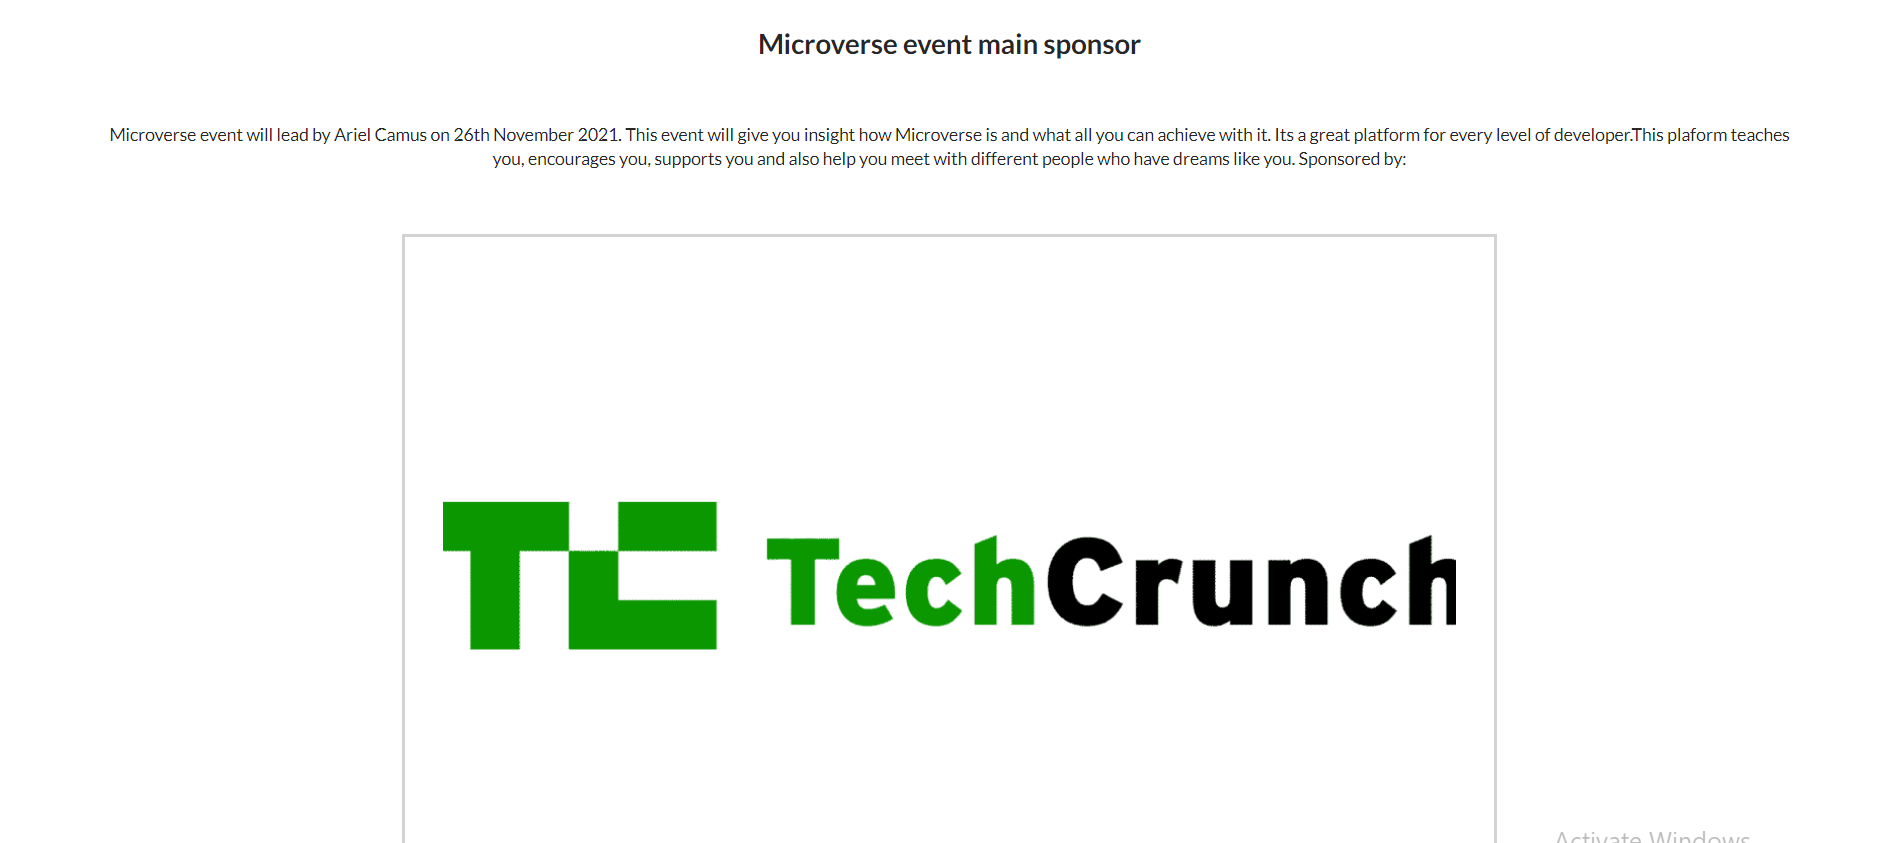 Microverse event main sponsor
Microverse event will lead by Ariel Camus on 26th November 2021. This event will give you insight how Microverse is and what all you can achieve with it. Its a great platform for every level of developer.This plaform teaches
you, encourages you, supports you and also help you meet with different people who have dreams like you. Sponsored by:
TC TechCrunch
Activate Windows